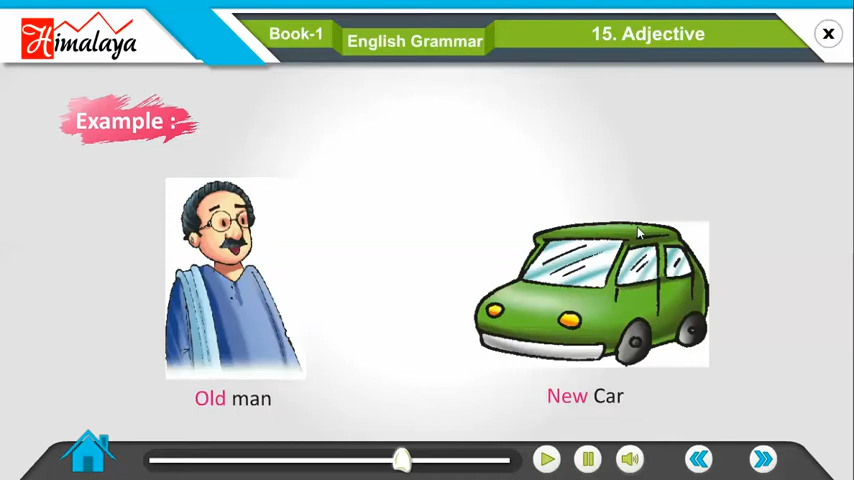 Himalaya
Book-1
English Grammar
15. Adjective
X
Example :
Old man
New Car